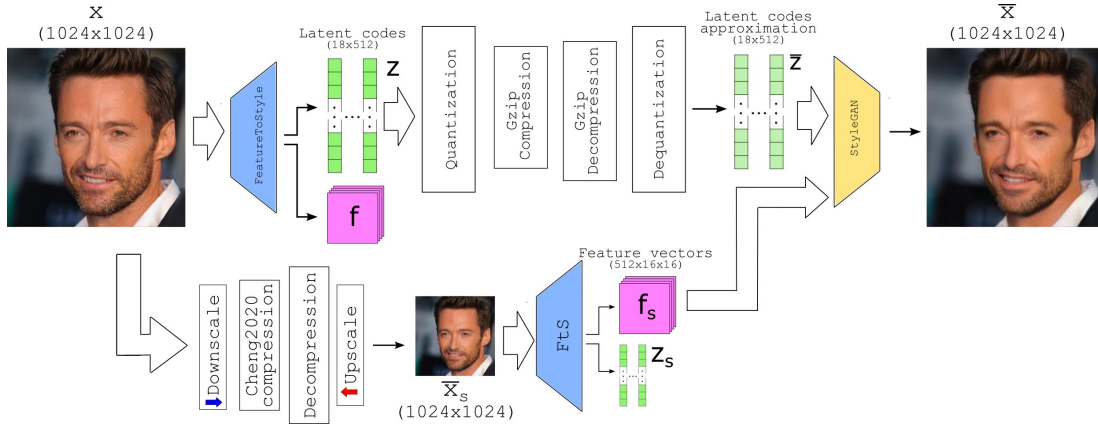 X
(1024x1024)
FeatureToStyle
Latent codes
(18x512)
z
f
Quantization
Gzip
Compression
Gzip
Decompression
Dequantization
Latent codes
approximation
(18x512)
z̅
StyleGAN
X̅
(1024x1024)
Downscale
Cheng2020
compression
Decompression
Upscale
X̅s
(1024x1024)
FtS
Feature vectors
(512x16x16)
fs
zs